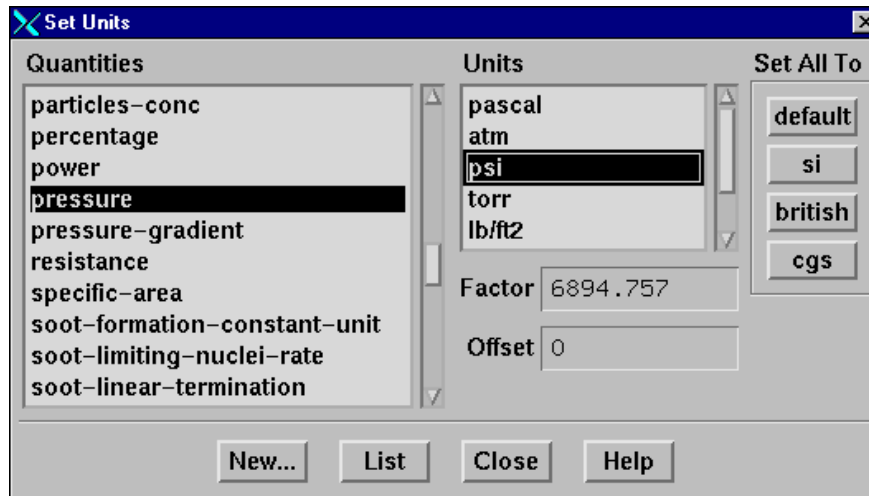 Set Units
Quantities
particles-conc
percentage
power
pressure
pressure-gradient
resistance
specific-area
soot-formation-constant-unit
soot-limiting-nuclei-rate
soot-linear-termination
Units
pascal
atm
psi
torr
lb/ft2
Factor 6894.757
Offset 0
Set All To
default
si
british
cgs
New... List Close Help